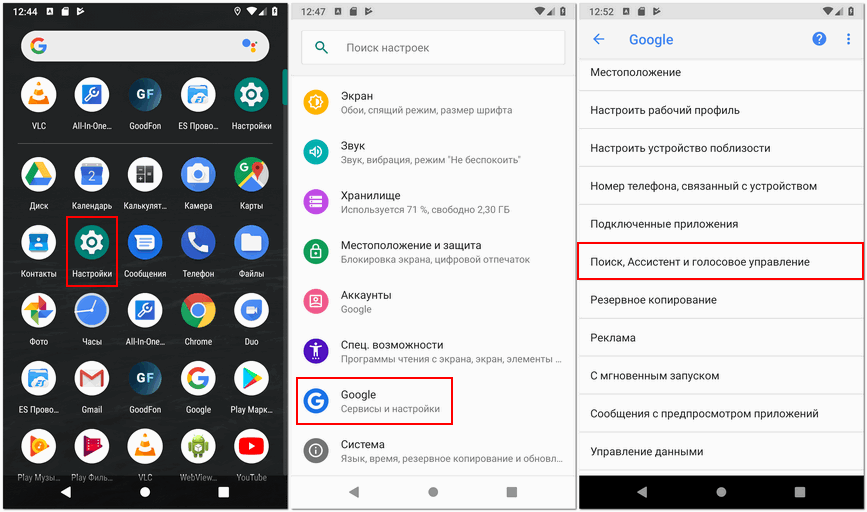 12:44
VLC
All-In-One...
GoodFon
ES Прово...
Настройки
Диск
Календарь
Калькулят...
Камера
Карты
Контакты
Настройки
Сообщения
Телефон
Файлы
Фото
Часы
All-In-One...
Chrome
Duo
ES Прово...
Gmail
GoodFon
Google
Play Марк...
Play Музы...
Play Филь...
VLC
WebView...
YouTube
12:47
Поиск настроек
Экран
Обои, спящий режим, размер шрифта
Звук
Звук, вибрация, режим "Не беспокоить"
Хранилище
Используется 71 %, свободно 2,30 ГБ
Местоположение и защита
Блокировка экрана, цифровой отпечаток
Аккаунты
Google
Спец. возможности
Программы чтения с экрана, экран, элементы ...
Google
Сервисы и настройки
Система
Язык, время, резервное копирование и обновл...
12:52
Google
Местоположение
Настроить рабочий профиль
Настроить устройство поблизости
Номер телефона, связанный с устройством
Подключенные приложения
Поиск, Ассистент и голосовое управление
Резервное копирование
Реклама
С мгновенным запуском
Сообщения с предпросмотром приложений
Управление данными